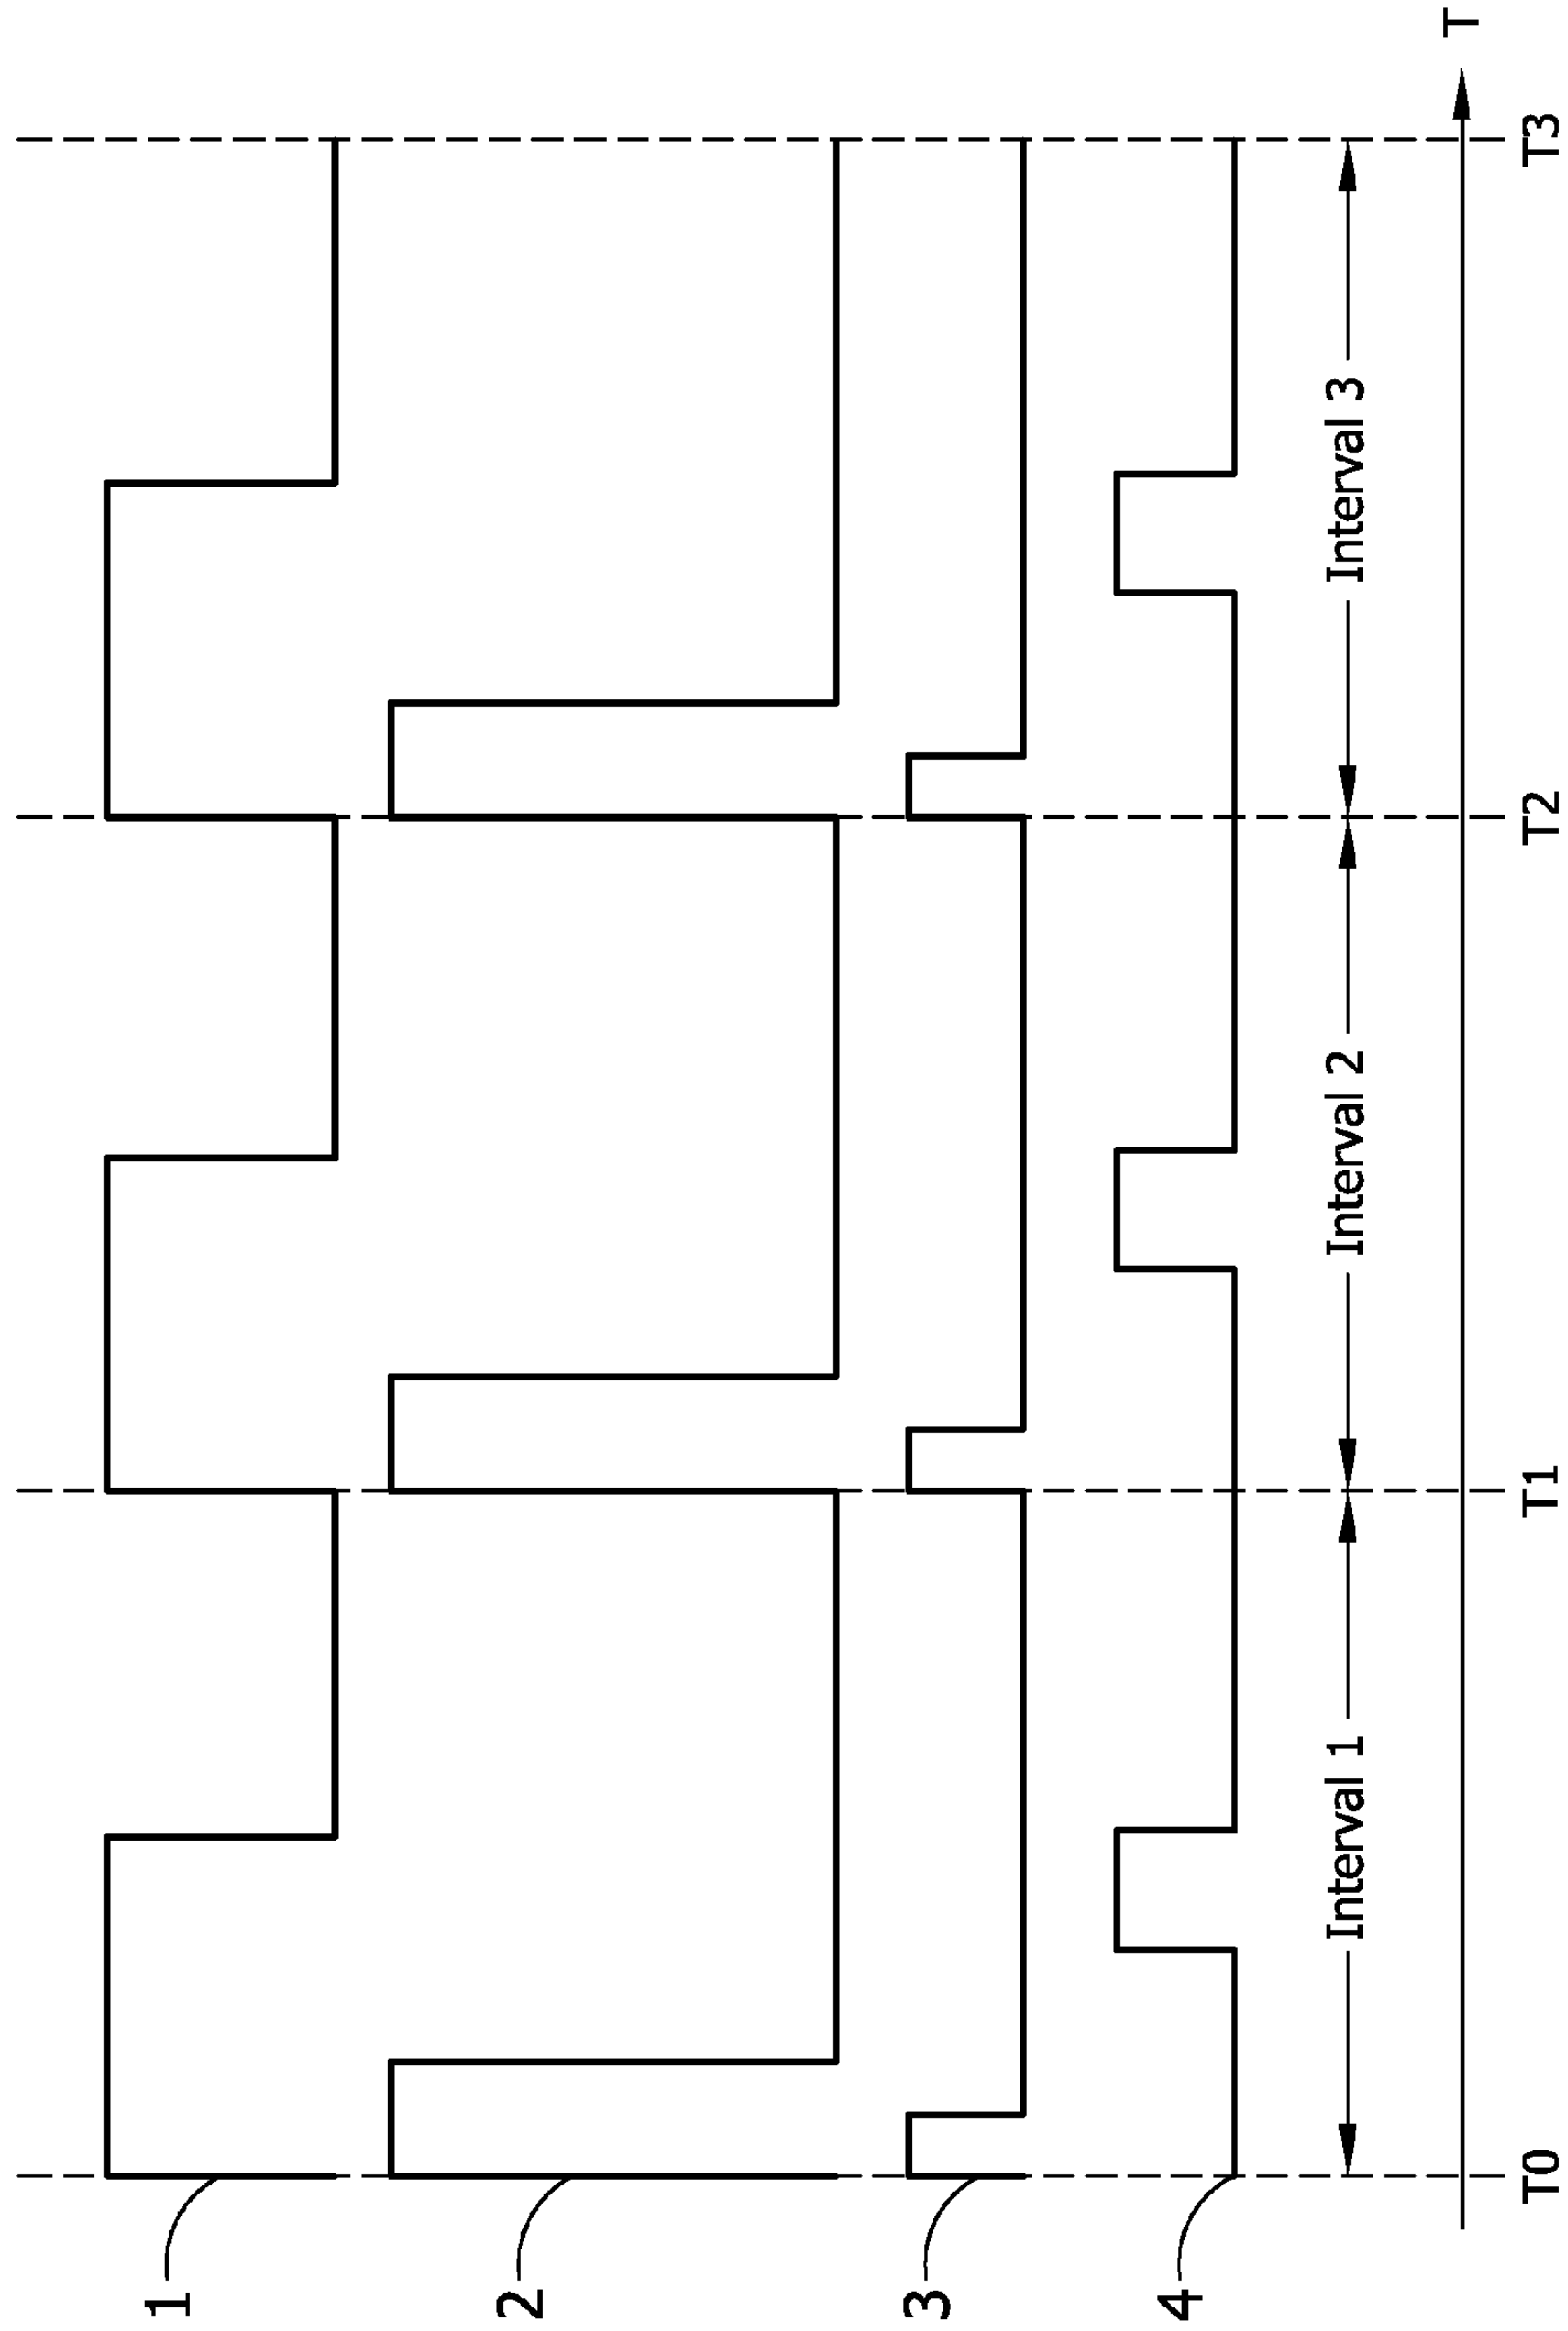 1
2
3
4
Interval 1
Interval 2
Interval 3
T
T0
T1
T2
T3